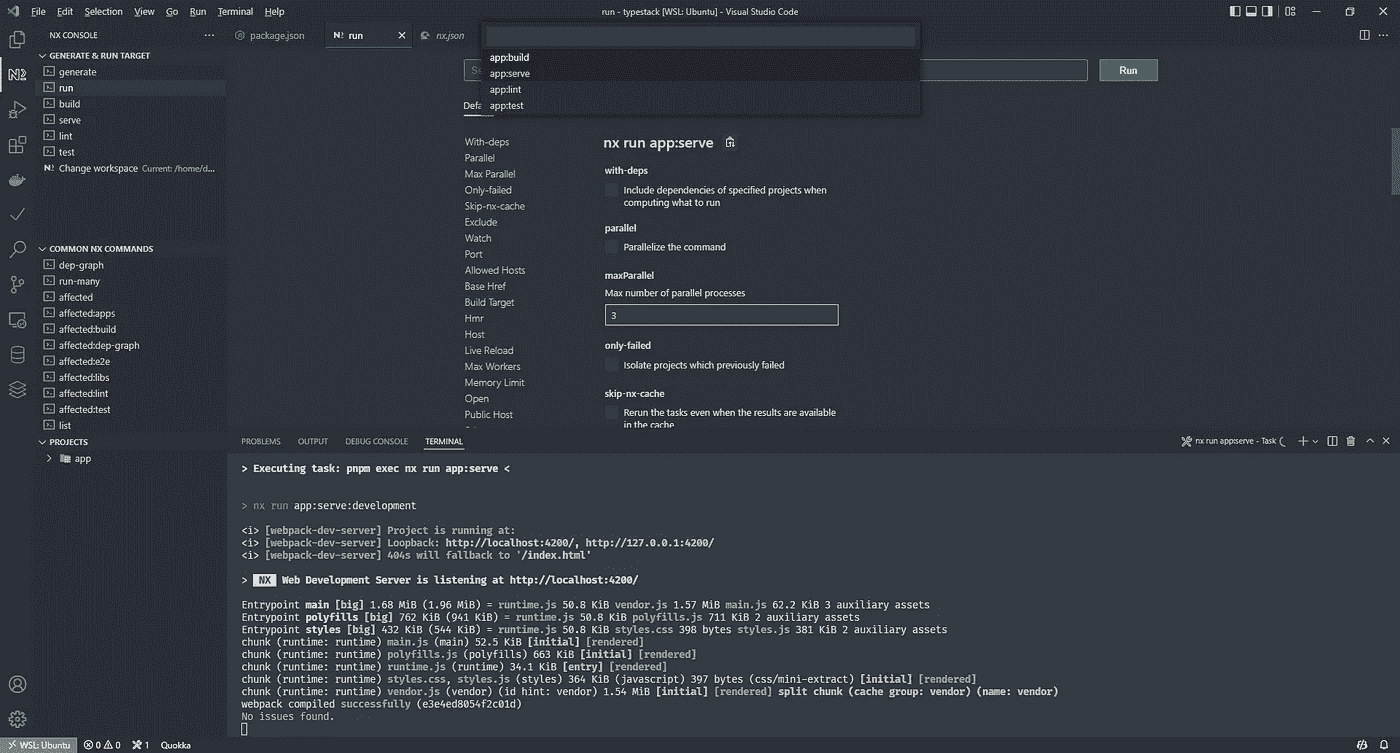 File Edit Selection View Go Run Terminal Help
run - typestack [WSL: Ubuntu] - Visual Studio Code
NX CONSOLE ...
package.json
run
nx.json
GENERATE & RUN TARGET
generate
run
build
serve
lint
test
Change workspace Current: /home/d...
COMMON NX COMMANDS
dep-graph
run-many
affected
affected:apps
affected:build
affected:dep-graph
affected:e2e
affected:libs
affected:lint
affected:test
list
PROJECTS
app
app:build
app:serve
app:lint
app:test
Run
With-deps
Parallel
Max Parallel
Only-failed
Skip-nx-cache
Exclude
Watch
Port
Allowed Hosts
Base Href
Build Target
Hmr
Host
Live Reload
Max Workers
Memory Limit
Open
Public Host
nx run app:serve
with-deps
Include dependencies of specified projects when
computing what to run
parallel
Parallelize the command
maxParallel
Max number of parallel processes
3
only-failed
Isolate projects which previously failed
skip-nx-cache
Rerun the tasks even when the results are available
in the cache
PROBLEMS OUTPUT DEBUG CONSOLE TERMINAL
nx run app:serve - Task
> Executing task: pnpm exec nx run app:serve <
> nx run app:serve:development
<i> [webpack-dev-server] Project is running at:
<i> [webpack-dev-server] Loopback: http://localhost:4200/, http://127.0.0.1:4200/
<i> [webpack-dev-server] 404s will fallback to '/index.html'
> NX Web Development Server is listening at http://localhost:4200/
Entrypoint main [big] 1.68 MiB (1.96 MiB) = runtime.js 50.8 KiB vendor.js 1.57 MiB main.js 62.2 KiB 3 auxiliary assets
Entrypoint polyfills [big] 762 KiB (941 KiB) = runtime.js 50.8 KiB polyfills.js 711 KiB 2 auxiliary assets
Entrypoint styles [big] 432 KiB (544 KiB) = runtime.js 50.8 KiB styles.css 398 bytes styles.js 381 KiB 2 auxiliary assets
chunk (runtime: runtime) main.js (main) 52.5 KiB [initial] [rendered]
chunk (runtime: runtime) polyfills.js (polyfills) 663 KiB [initial] [rendered]
chunk (runtime: runtime) runtime.js (runtime) 34.1 KiB [entry] [rendered]
chunk (runtime: runtime) styles.css, styles.js (styles) 364 KiB (javascript) 397 bytes (css/mini-extract) [initial] [rendered]
chunk (runtime: runtime) vendor.js (vendor) (id hint: vendor) 1.54 MiB [initial] [rendered] split chunk (cache group: vendor) (name: vendor)
webpack compiled successfully (e3e4ed8054f2c01d)
No issues found.
WSL: Ubuntu 0 0 1 Quokka